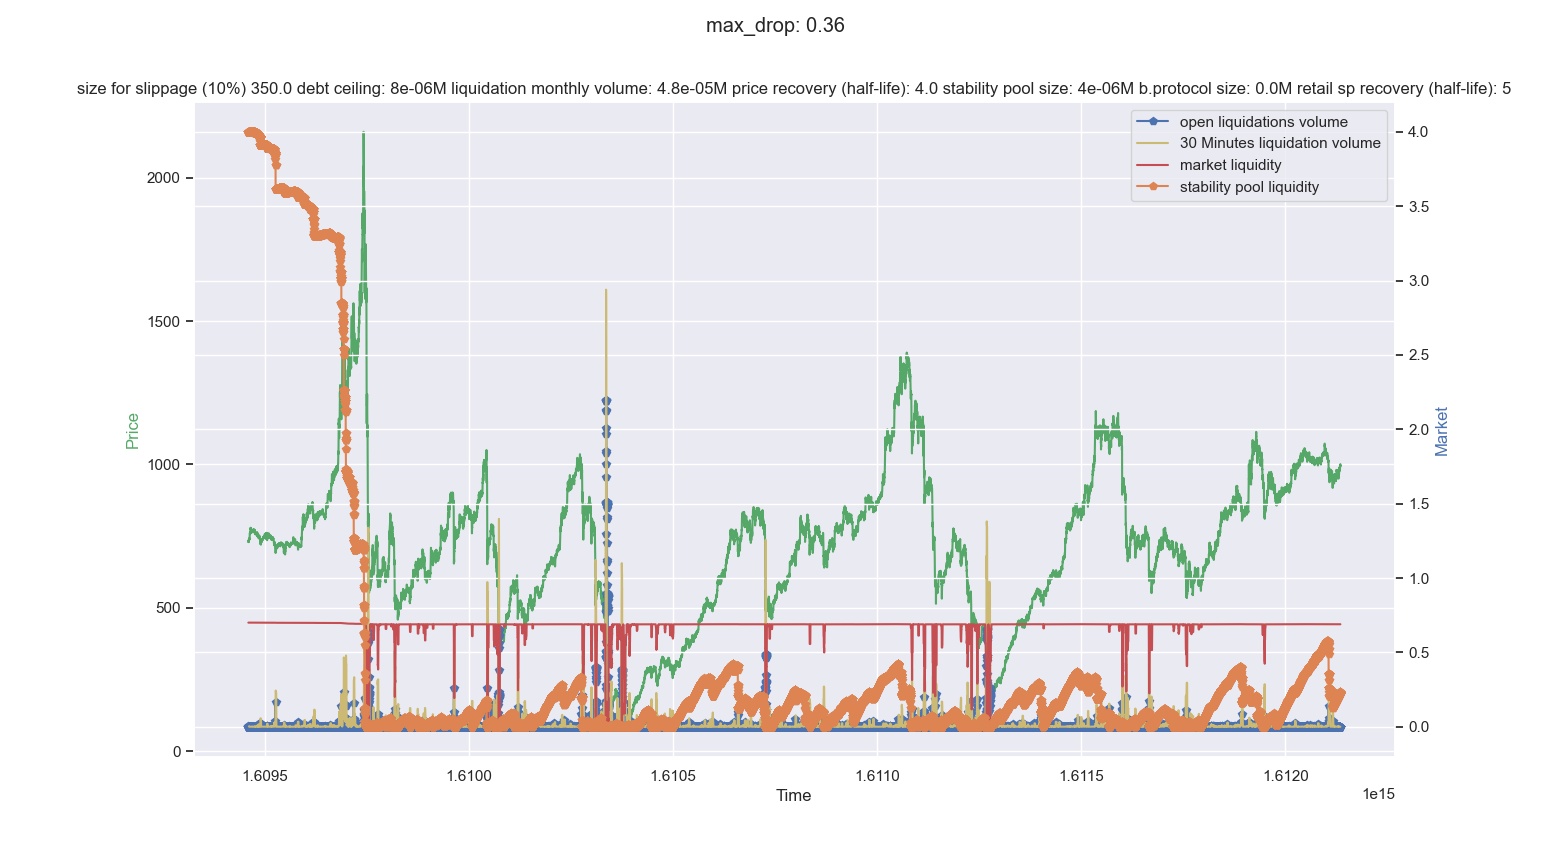 max_drop: 0.36
size for slippage (10%) 350.0 debt ceiling: 8e-06M liquidation monthly volume: 4.8e-05M price recovery (half-life): 4.0 stability pool size: 4e-06M b.protocol size: 0.0M retail sp recovery (half-life): 5
open liquidations volume
30 Minutes liquidation volume
market liquidity
stability pool liquidity
2000
1500
1000
500
0
Price
4.0
3.5
3.0
2.5
2.0
1.5
1.0
0.5
0.0
Market
1.6095 1.6100 1.6105 1.6110 1.6115 1.6120
1e15
Time